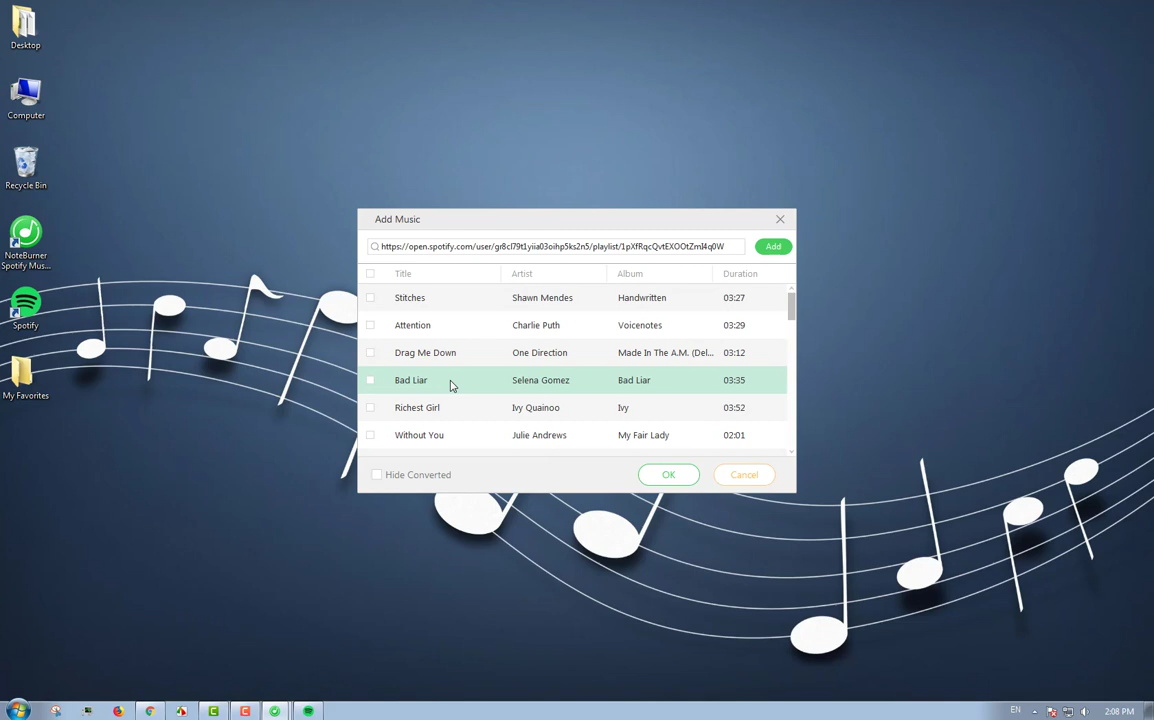 Desktop
Computer
Recycle Bin
NoteBurner
Spotify Mus...
Spotify
My Favorites
Add Music
https://open.spotify.com/user/gr8cl79t1yiia03oihp5ks2n5/playlist/1pXfRqcQvtEXOOtZmI4q0W Add
Title Artist Album Duration
Stitches Shawn Mendes Handwritten 03:27
Attention Charlie Puth Voicenotes 03:29
Drag Me Down One Direction Made In The A.M. (Del... 03:12
Bad Liar Selena Gomez Bad Liar 03:35
Richest Girl Ivy Quainoo Ivy 03:52
Without You Julie Andrews My Fair Lady 02:01
Hide Converted OK Cancel
EN 2:08 PM